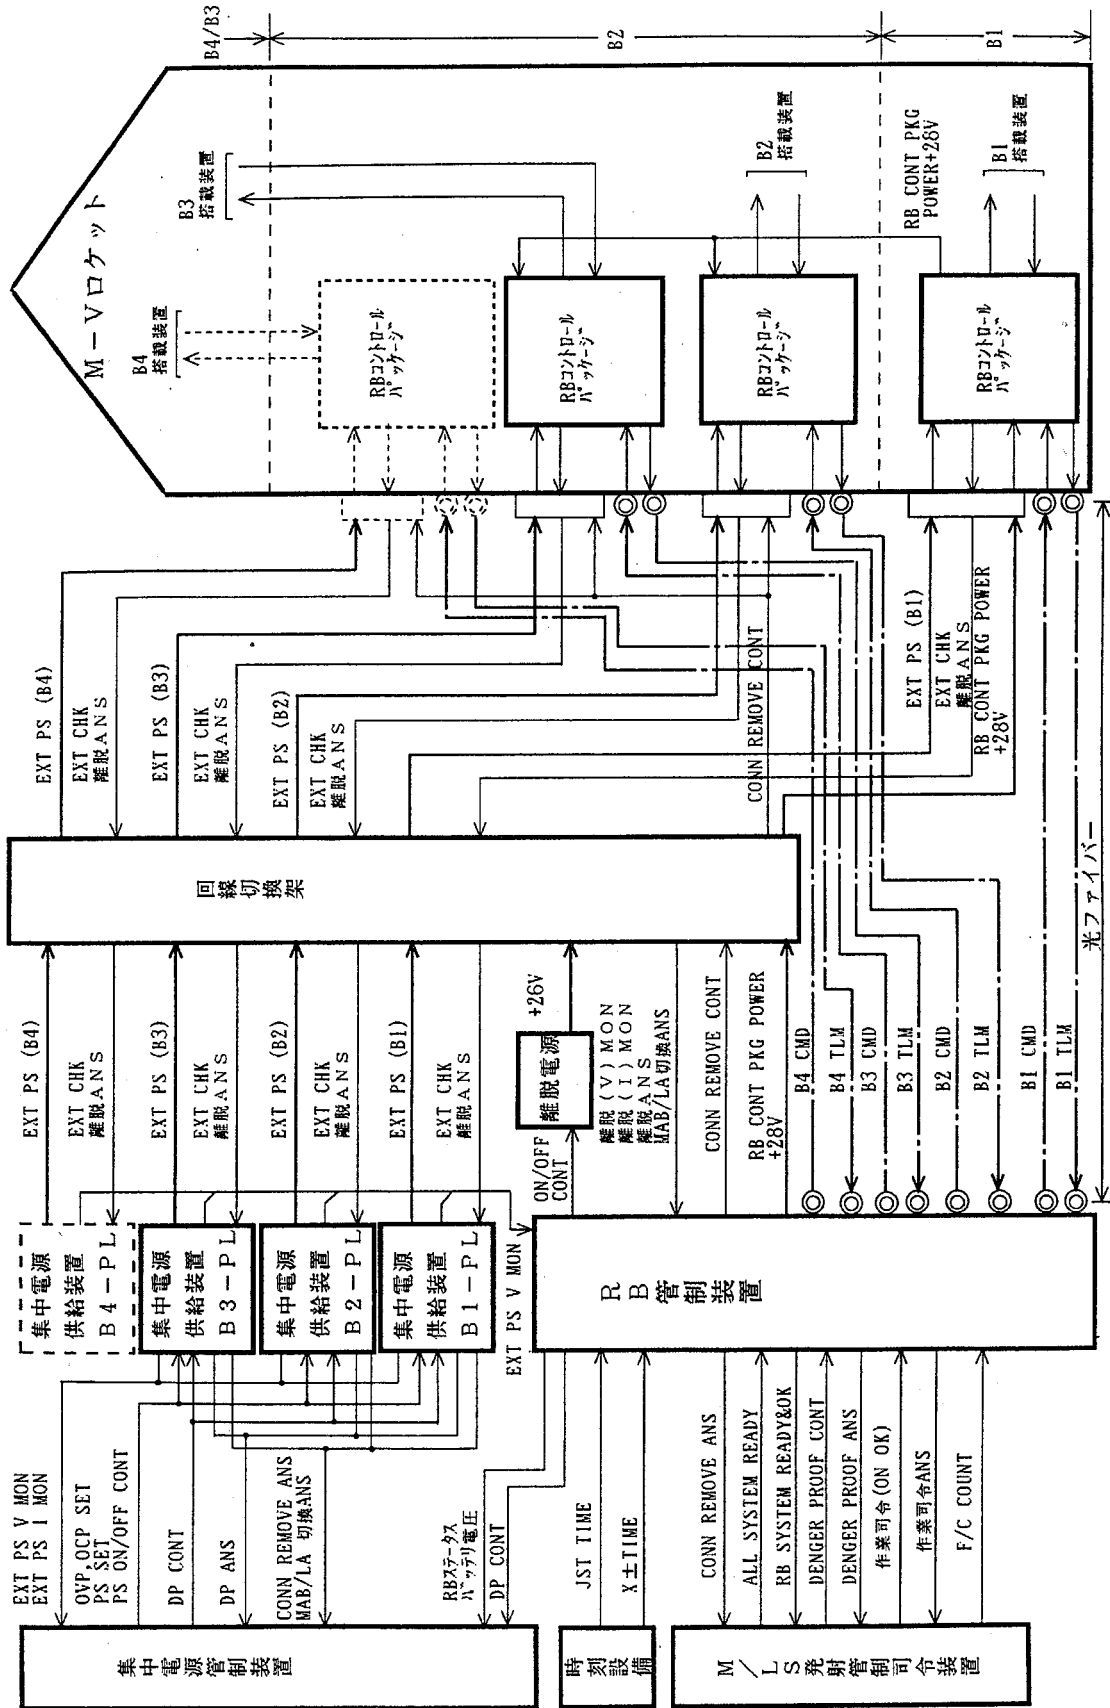 EXT PS V MON
EXT PS I MON
OVP,OCP SET
PS SET
PS ON/OFF CONT
DP CONT
DP ANS
CONN REMOVE ANS
MAB/LA 切換ANS
RBステータス
バッテリ電圧
DP CONT
集中電源管制装置
JST TIME
X±TIME
時刻設備
CONN REMOVE ANS
ALL SYSTEM READY
RB SYSTEM READY&OK
DENGER PROOF CONT
DENGER PROOF ANS
作業司令(ON OK)
作業司令ANS
F/C COUNT
M/LS発射管制司令装置
集中電源
供給装置
B4-PL
集中電源
供給装置
B3-PL
集中電源
供給装置
B2-PL
集中電源
供給装置
B1-PL
EXT PS V MON
RB管制装置
EXT PS (B4)
EXT CHK
離脱ANS
EXT PS (B3)
EXT CHK
離脱ANS
EXT PS (B2)
EXT CHK
離脱ANS
EXT PS (B1)
EXT CHK
離脱ANS
ON/OFF
CONT
離脱電源
+26V
離脱(V)MON
離脱(I)MON
離脱ANS
MAB/LA切換ANS
CONN REMOVE CONT
RB CONT PKG POWER
+28V
B4 CMD
B4 TLM
B3 CMD
B3 TLM
B2 CMD
B2 TLM
B1 CMD
B1 TLM
光ファイバー
回線切換架
EXT PS (B4)
EXT CHK
離脱ANS
EXT PS (B3)
EXT CHK
離脱ANS
EXT PS (B2)
EXT CHK
離脱ANS
CONN REMOVE CONT
EXT PS (B1)
EXT CHK
離脱ANS
RB CONT PKG POWER
+28V
M-Vロケット
B4
搭載装置
B3
搭載装置
B2
搭載装置
B1
搭載装置
RBコントロール
パッケージ
RBコントロール
パッケージ
RBコントロール
パッケージ
RBコントロール
パッケージ
RB CONT PKG
POWER+28V
B4/B3
B2
B1